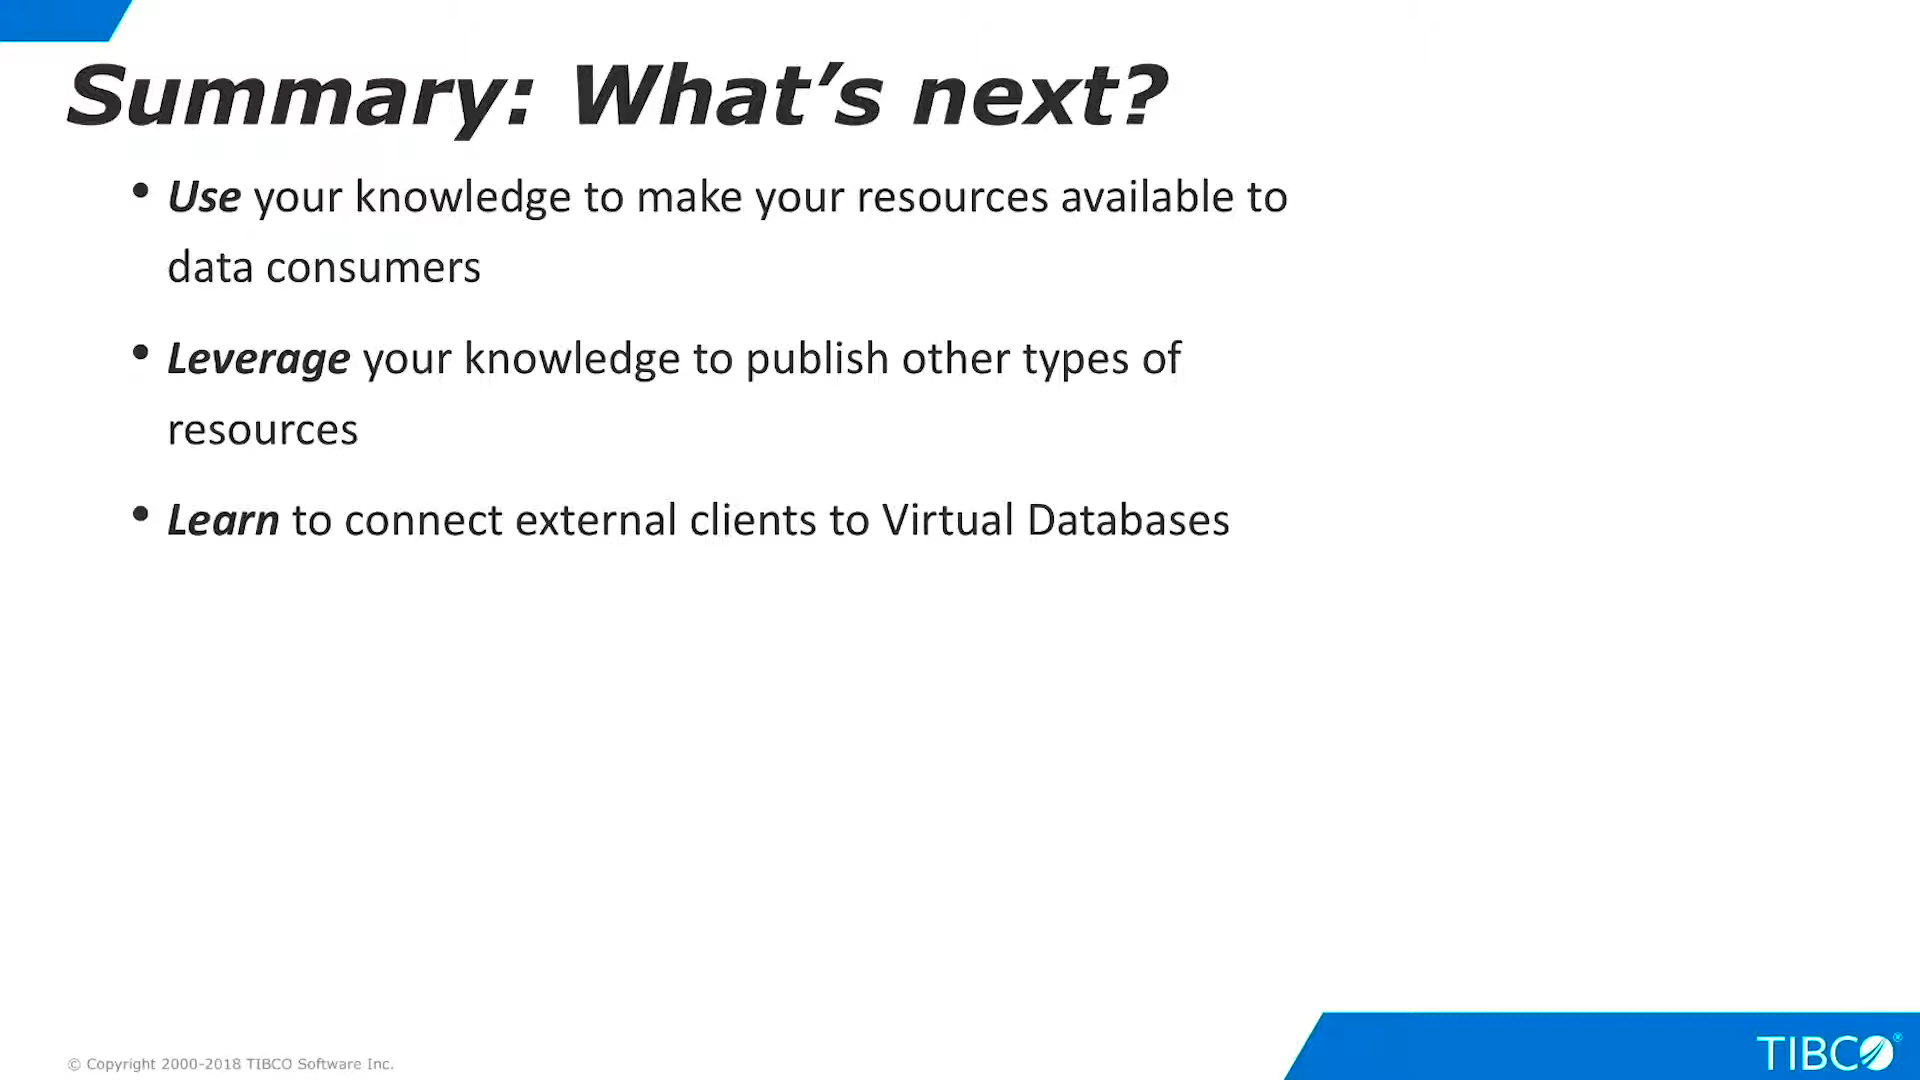 Summary: What’s next?
• Use your knowledge to make your resources available to
data consumers
• Leverage your knowledge to publish other types of
resources
• Learn to connect external clients to Virtual Databases
© Copyright 2000-2018 TIBCO Software Inc.
TIBCO®